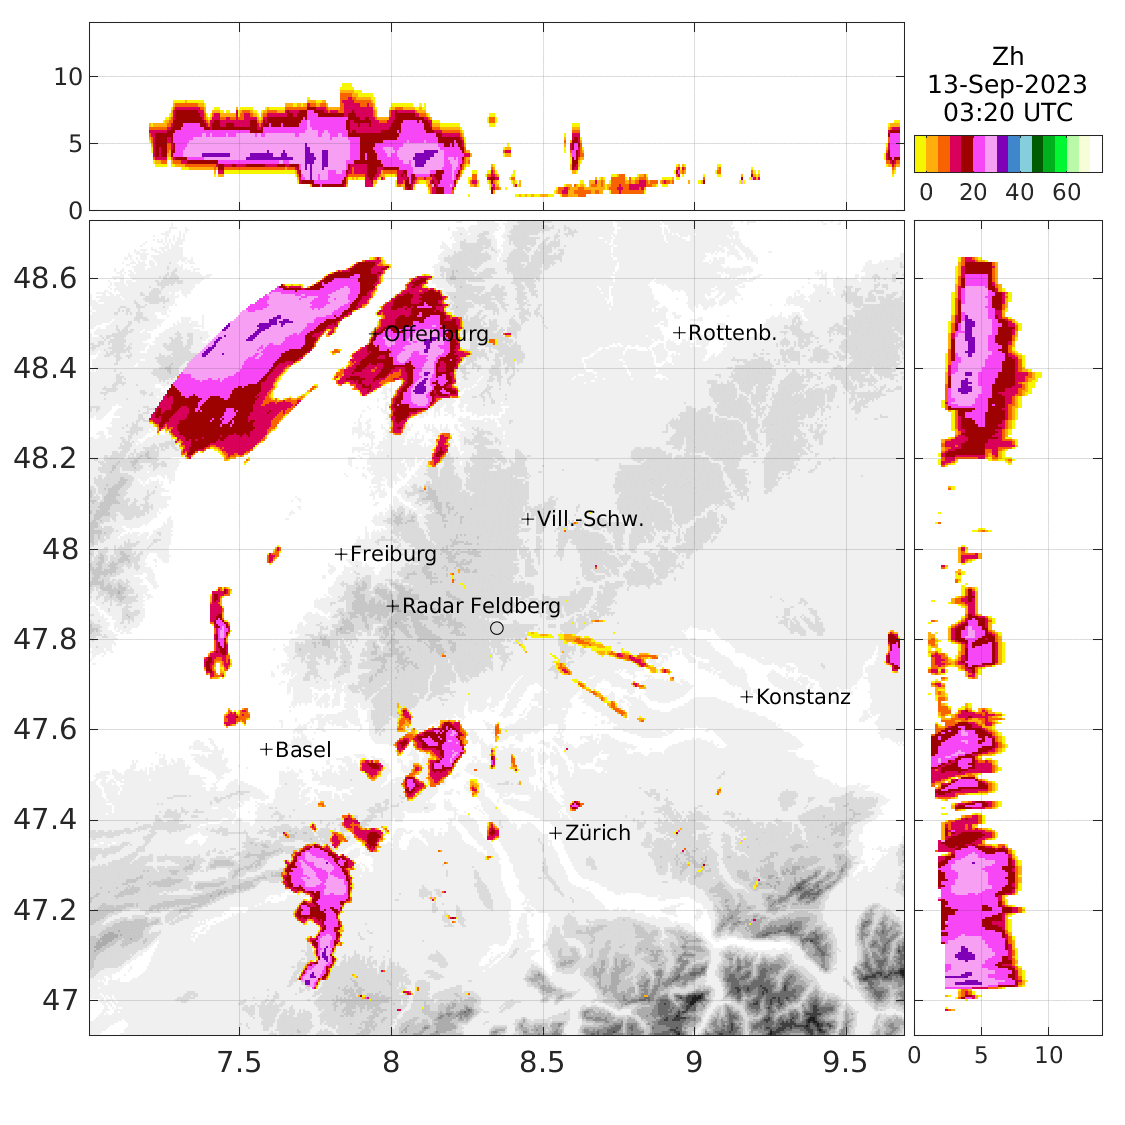 10
5
0
Zh
13-Sep-2023
03:20 UTC
0 20 40 60
48.6
48.4
48.2
48
47.8
47.6
47.4
47.2
47
+Offenburg
+Rottenb.
+Vill.-Schw.
+Freiburg
+Radar Feldberg
+Konstanz
+Basel
+Zürich
7.5 8 8.5 9 9.5
0 5 10